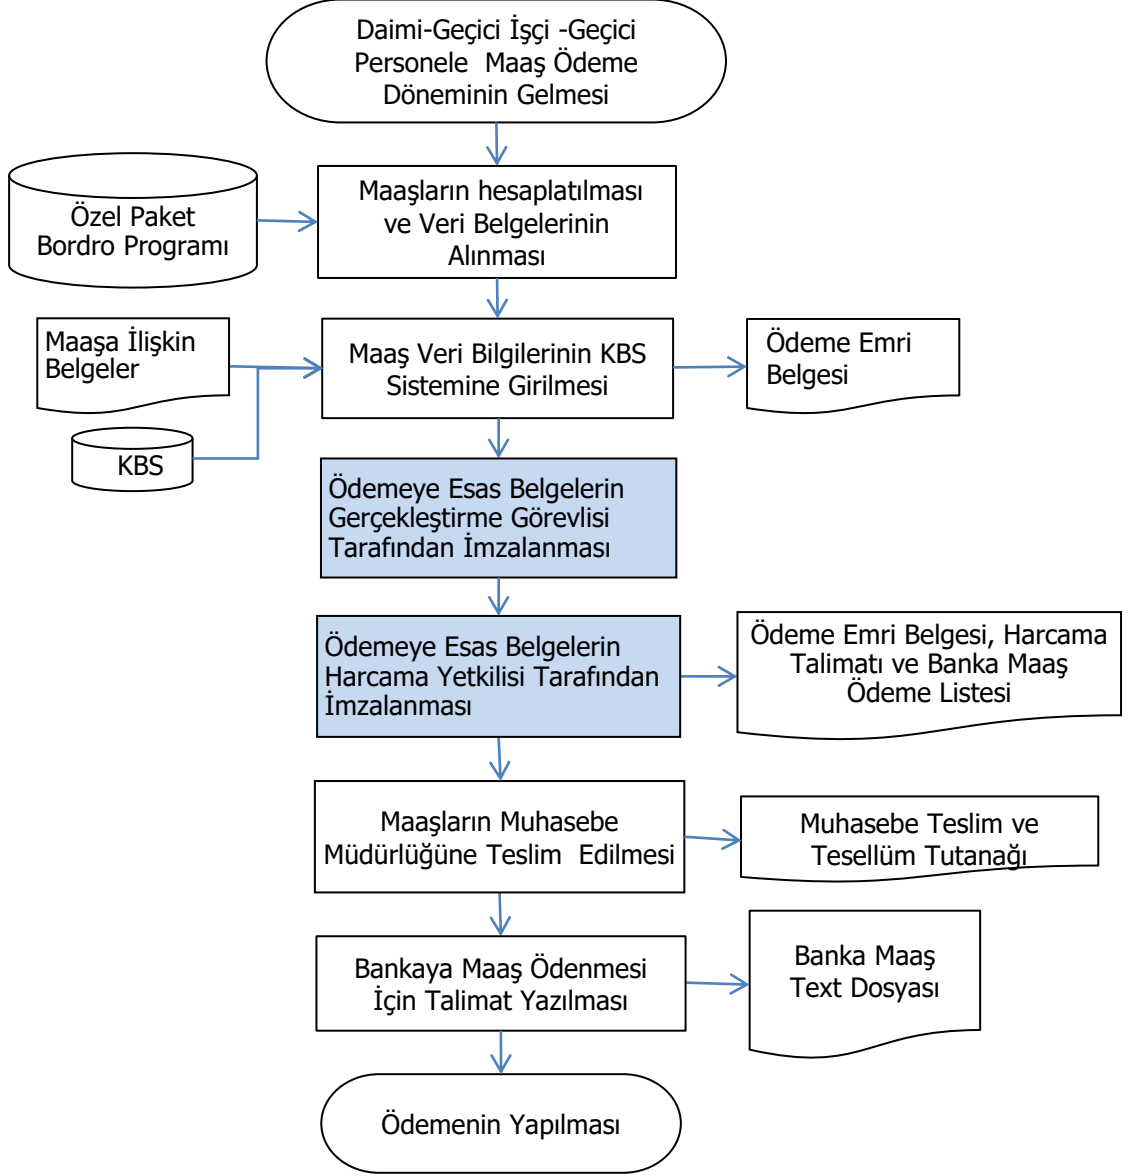 Daimi-Geçici İşçi -Geçici
Personele  Maaş Ödeme
Döneminin Gelmesi
Özel Paket
Bordro Programı
Maaşların hesaplatılması
ve Veri Belgelerinin
Alınması
Maaşa İlişkin
Belgeler
KBS
Maaş Veri Bilgilerinin KBS
Sistemine Girilmesi
Ödeme Emri
Belgesi
Ödemeye Esas Belgelerin
Gerçekleştirme Görevlisi
Tarafından İmzalanması
Ödemeye Esas Belgelerin
Harcama Yetkilisi Tarafından
İmzalanması
Ödeme Emri Belgesi, Harcama
Talimatı ve Banka Maaş
Ödeme Listesi
Maaşların Muhasebe
Müdürlüğüne Teslim  Edilmesi
Muhasebe Teslim ve
Tesellüm Tutanağı
Bankaya Maaş Ödenmesi
İçin Talimat Yazılması
Banka Maaş
Text Dosyası
Ödemenin Yapılması